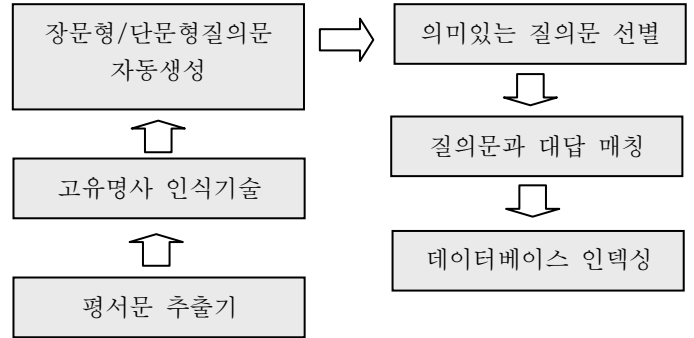 장문형/단문형질의문
자동생성
의미있는 질의문 선별
고유명사 인식기술
질의문과 대답 매칭
평서문 추출기
데이터베이스 인덱싱